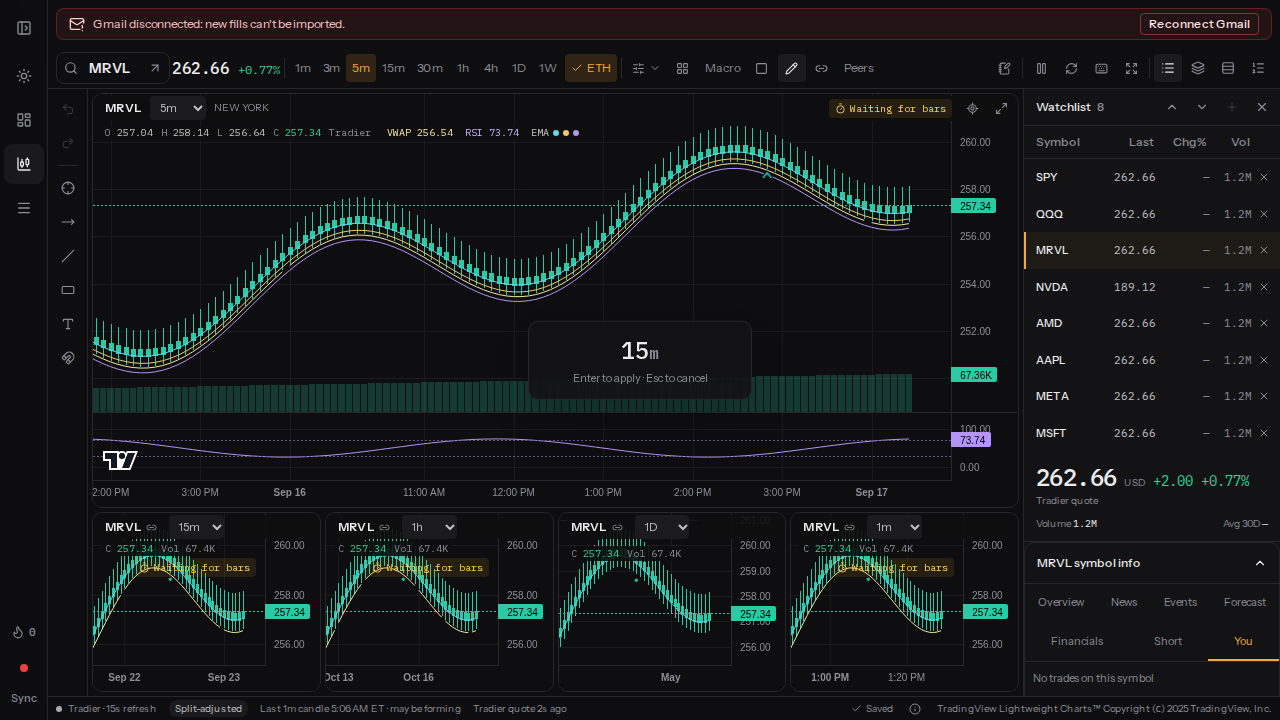 Gmail disconnected: new fills can't be imported. Reconnect Gmail
MRVL 262.66 +0.77% 1m 3m 5m 15m 30m 1h 4h 1D 1W ETH Macro Peers
MRVL 5m NEW YORK Waiting for bars
O 257.04 H 258.14 L 256.64 C 257.34 Tradier VWAP 256.54 RSI 73.74 EMA
260.00
258.00
257.34
256.00
254.00
252.00
67.36K
15m
Enter to apply · Esc to cancel
100.00
73.74
0.00
2:00 PM 3:00 PM Sep 16 11:00 AM 12:00 PM 1:00 PM 2:00 PM 3:00 PM Sep 17
MRVL 15m
C 257.34 Vol 67.4K
Waiting for bars
260.00
258.00
257.34
256.00
Sep 22 Sep 23
MRVL 1h
C 257.34 Vol 67.4K
Waiting for bars
260.00
258.00
257.34
256.00
Oct 13 Oct 16
MRVL 1D
C 257.34 Vol 67.4K
261.00
260.00
259.00
258.00
257.34
257.00
256.00
May
MRVL 1m
C 257.34 Vol 67.4K
Waiting for bars
260.00
258.00
257.34
256.00
1:00 PM 1:20 PM
Watchlist 8
Symbol Last Chg% Vol
SPY 262.66 — 1.2M
QQQ 262.66 — 1.2M
MRVL 262.66 — 1.2M
NVDA 189.12 — 1.2M
AMD 262.66 — 1.2M
AAPL 262.66 — 1.2M
META 262.66 — 1.2M
MSFT 262.66 — 1.2M
262.66 USD +2.00 +0.77%
Tradier quote
Volume 1.2M Avg 30D —
MRVL symbol info
Overview News Events Forecast
Financials Short You
No trades on this symbol
0
Sync
Tradier · 15s refresh Split-adjusted Last 1m candle 5:06 AM ET · may be forming Tradier quote 2s ago Saved TradingView Lightweight Charts™ Copyright (c) 2025 TradingView, Inc.